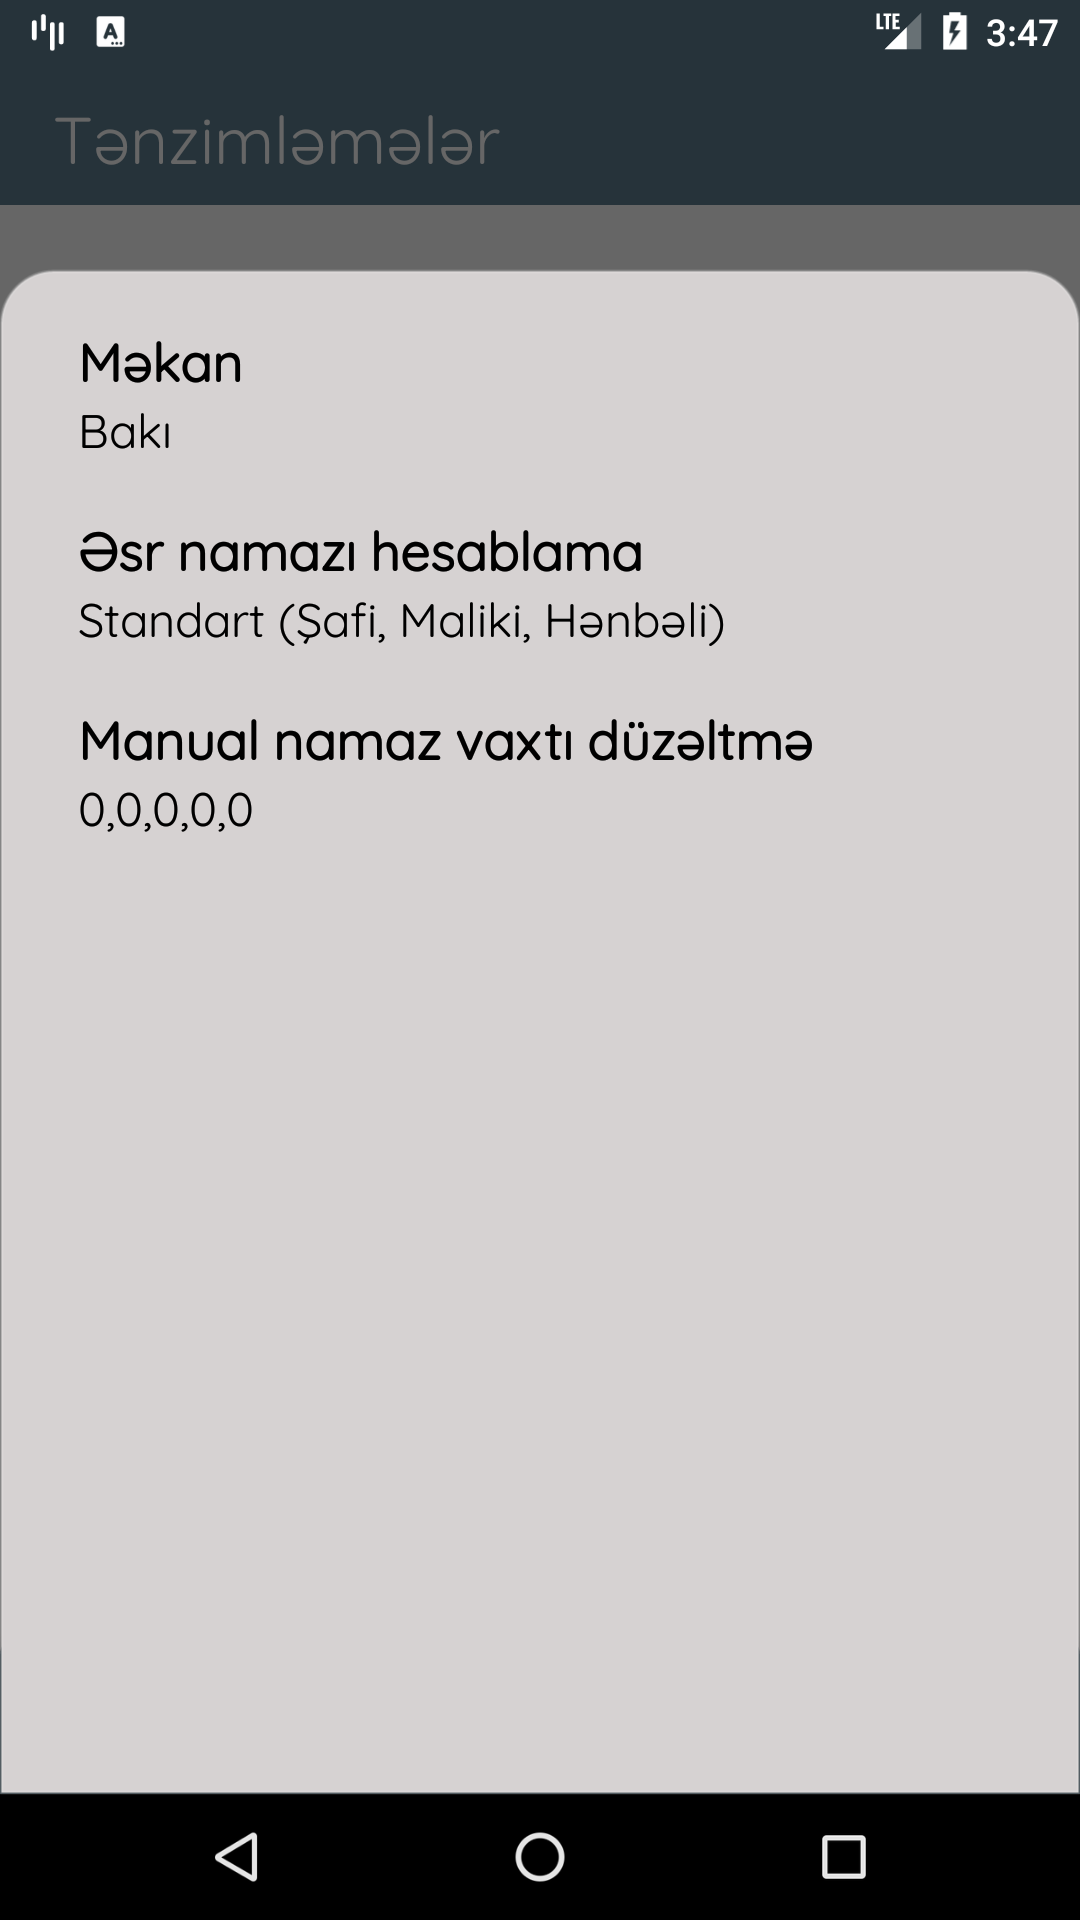 LTE 3:47
Tənzimləmələr
Məkan
Bakı
Əsr namazı hesablama
Standart (Şafi, Maliki, Hənbəli)
Manual namaz vaxtı düzəltmə
0,0,0,0,0